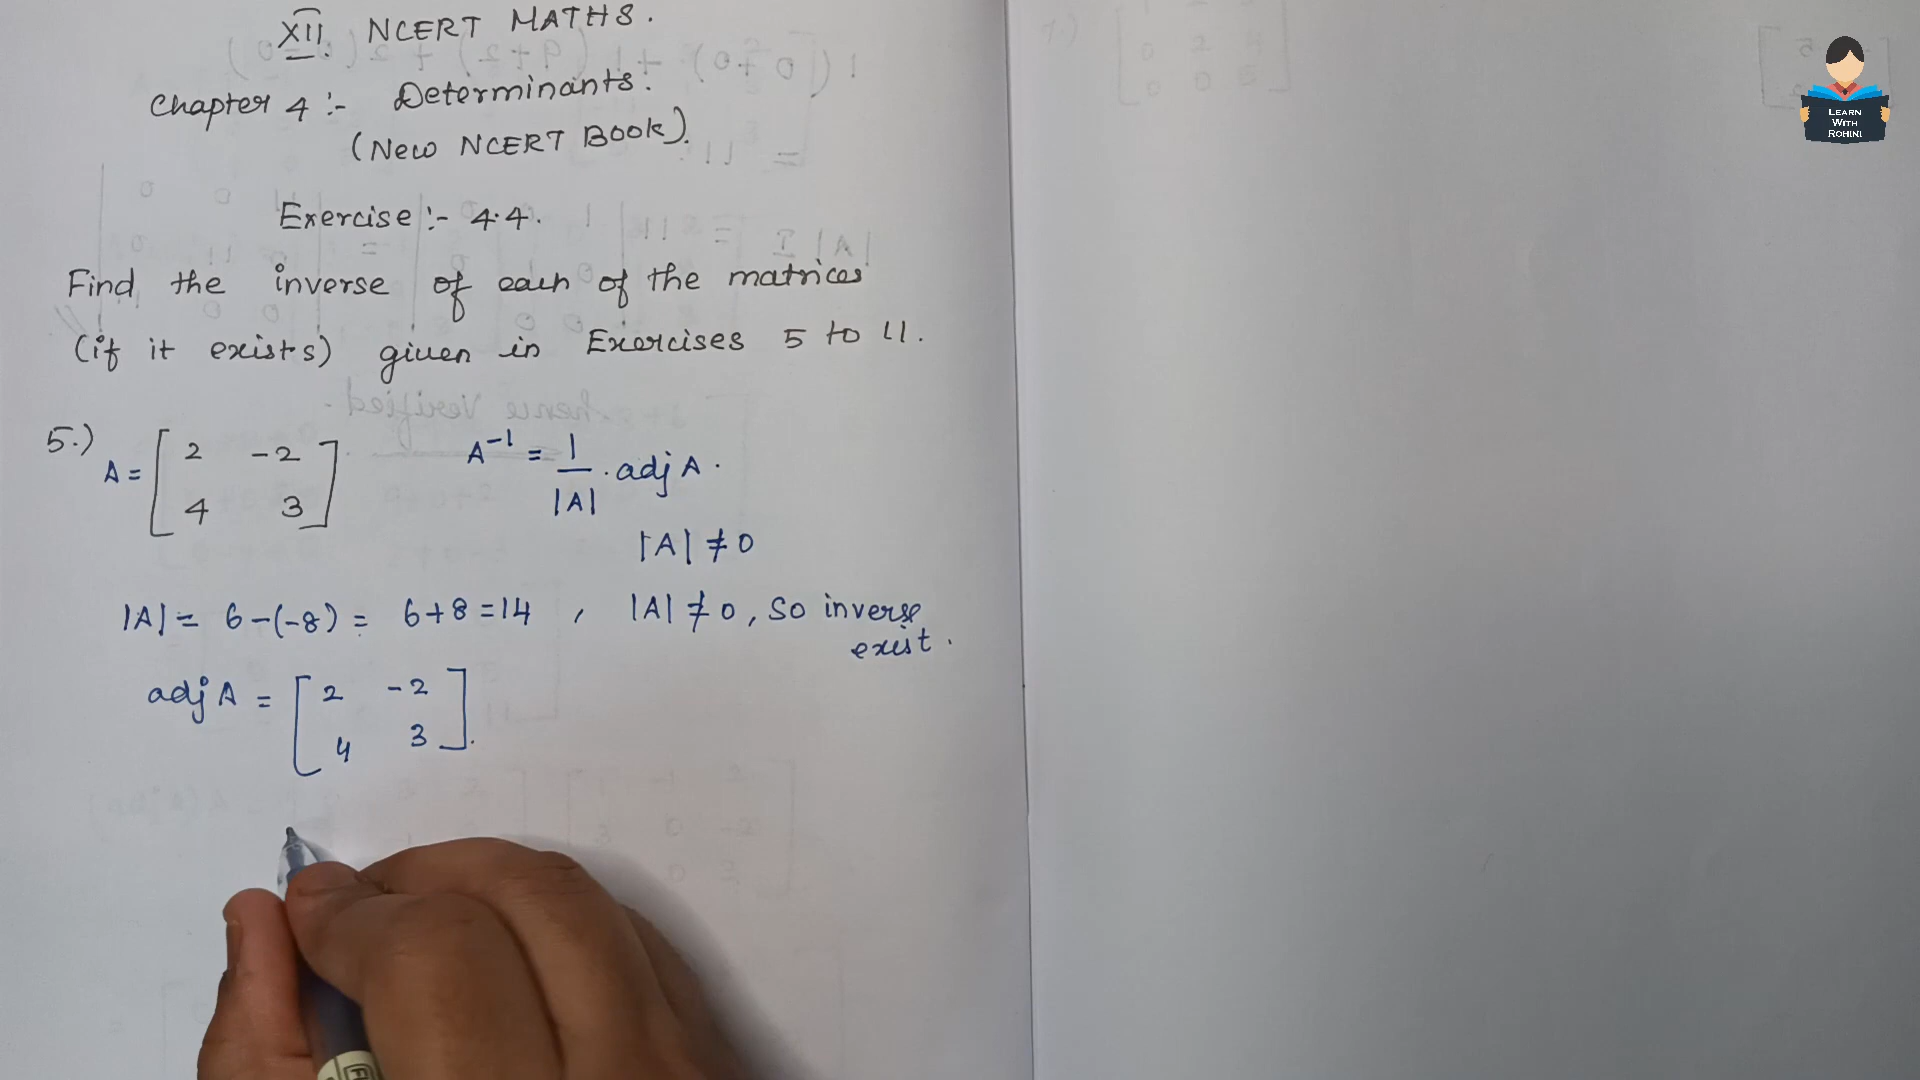 XII. NCERT MATHS.
Chapter 4 :- Determinants.
(New NCERT Book).
Exercise :- 4.4.
Find the inverse of each of the matrices
(if it exists) given in Exercises 5 to 11.
5.) A = [ 2 -2
4 3 ]
A⁻¹ = 1/|A| . adj A .
|A| ≠ 0
|A| = 6-(-8) = 6+8 = 14 , |A| ≠ 0, So inverse
exist .
adj A = [ 2 -2
4 3 ].
LEARN
WITH
ROHINI